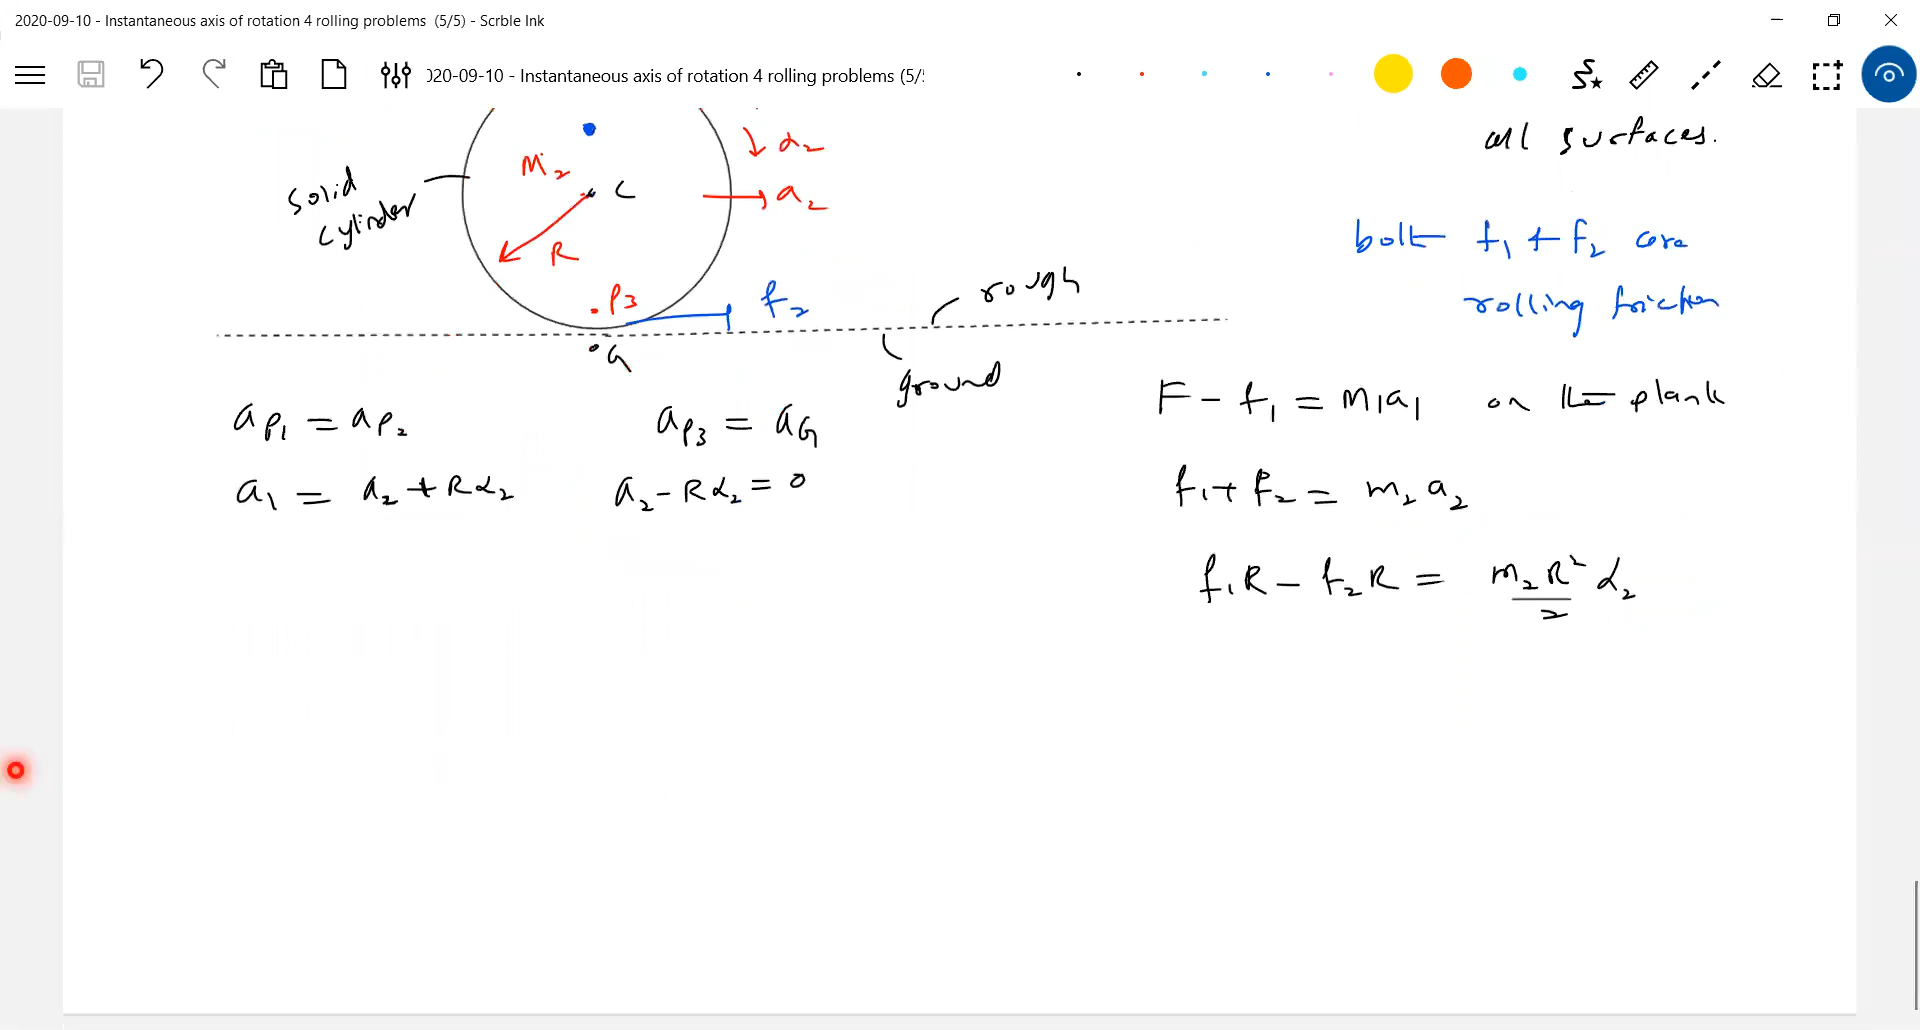 2020-09-10 - Instantaneous axis of rotation 4 rolling problems (5/5) - Scrble Ink
020-09-10 - Instantaneous axis of rotation 4 rolling problems (5/5
all surfaces.
α₂
M₂
C
a₂
solid
cylinder
R
both f₁ & f₂ are
rolling friction
P₃
f₂
rough
G
ground
F - f₁ = m₁a₁ on the plank
aP₁ = aP₂
aP₃ = aG
a₁ = a₂ + Rα₂
a₂ - Rα₂ = 0
f₁ + f₂ = m₂a₂
f₁R - f₂R = m₂R²/2 α₂